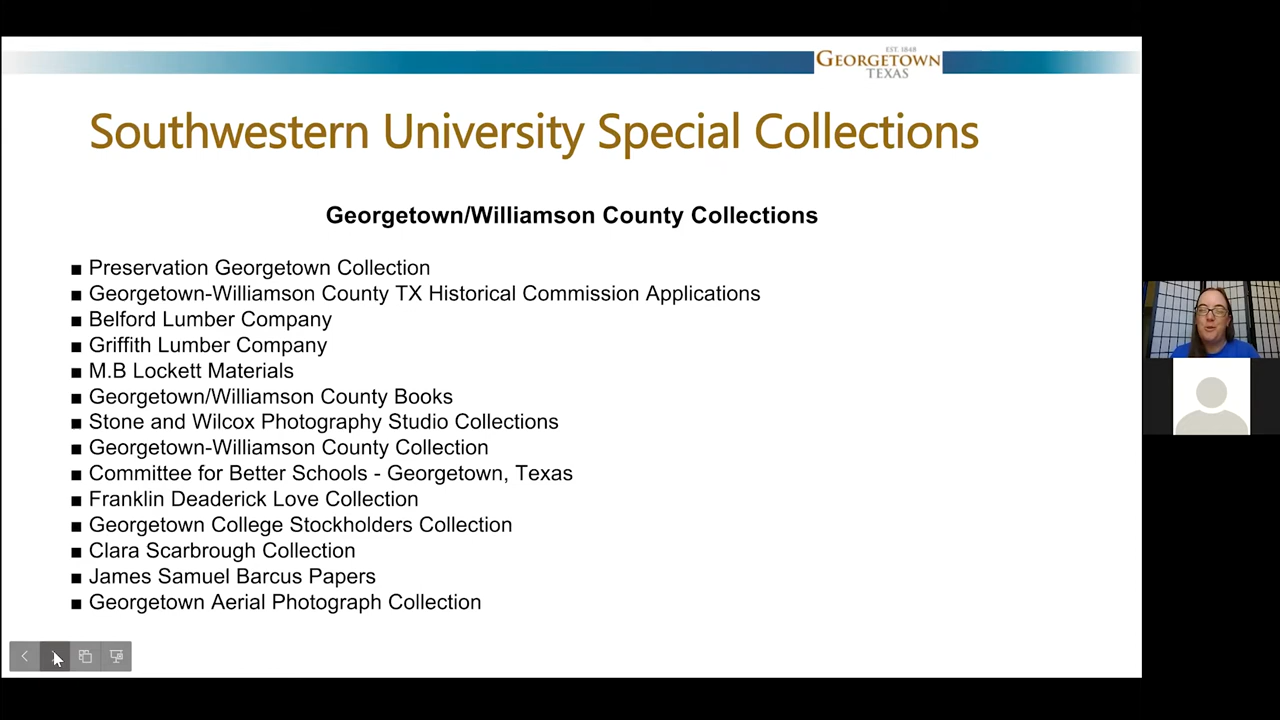 EST. 1848
GEORGETOWN
TEXAS
Southwestern University Special Collections
Georgetown/Williamson County Collections
■ Preservation Georgetown Collection
■ Georgetown-Williamson County TX Historical Commission Applications
■ Belford Lumber Company
■ Griffith Lumber Company
■ M.B Lockett Materials
■ Georgetown/Williamson County Books
■ Stone and Wilcox Photography Studio Collections
■ Georgetown-Williamson County Collection
■ Committee for Better Schools - Georgetown, Texas
■ Franklin Deaderick Love Collection
■ Georgetown College Stockholders Collection
■ Clara Scarbrough Collection
■ James Samuel Barcus Papers
■ Georgetown Aerial Photograph Collection